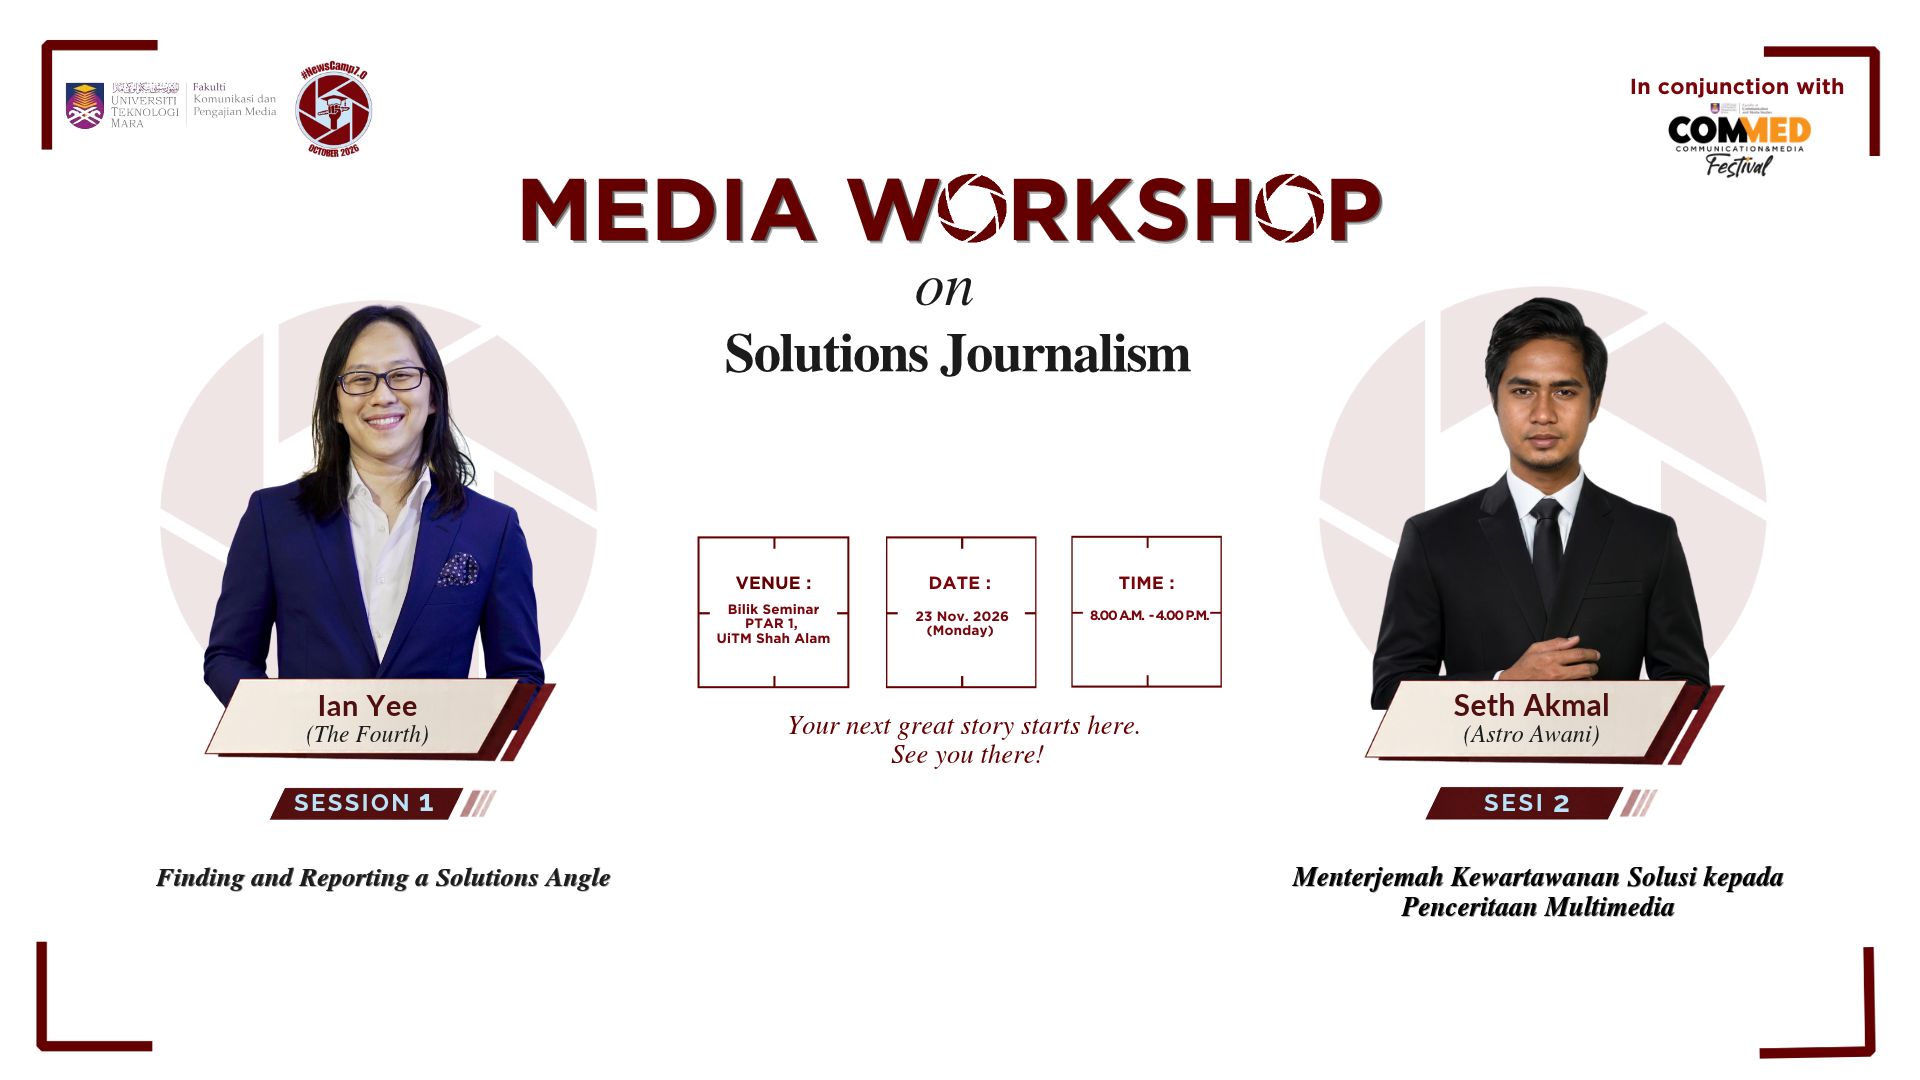 UNIVERSITI
TEKNOLOGI
MARA
Fakulti
Komunikasi dan
Pengajian Media
#NewsCamp7.0
OCTOBER 2026
In conjunction with
COMMED
COMMUNICATION&MEDIA
Festival
MEDIA WORKSHOP
on
Solutions Journalism
VENUE :
Bilik Seminar
PTAR 1,
UiTM Shah Alam
DATE :
23 Nov. 2026
(Monday)
TIME :
8.00 A.M. - 4.00 P.M.
Your next great story starts here.
See you there!
Ian Yee
(The Fourth)
SESSION 1
Finding and Reporting a Solutions Angle
Seth Akmal
(Astro Awani)
SESI 2
Menterjemah Kewartawanan Solusi kepada
Penceritaan Multimedia